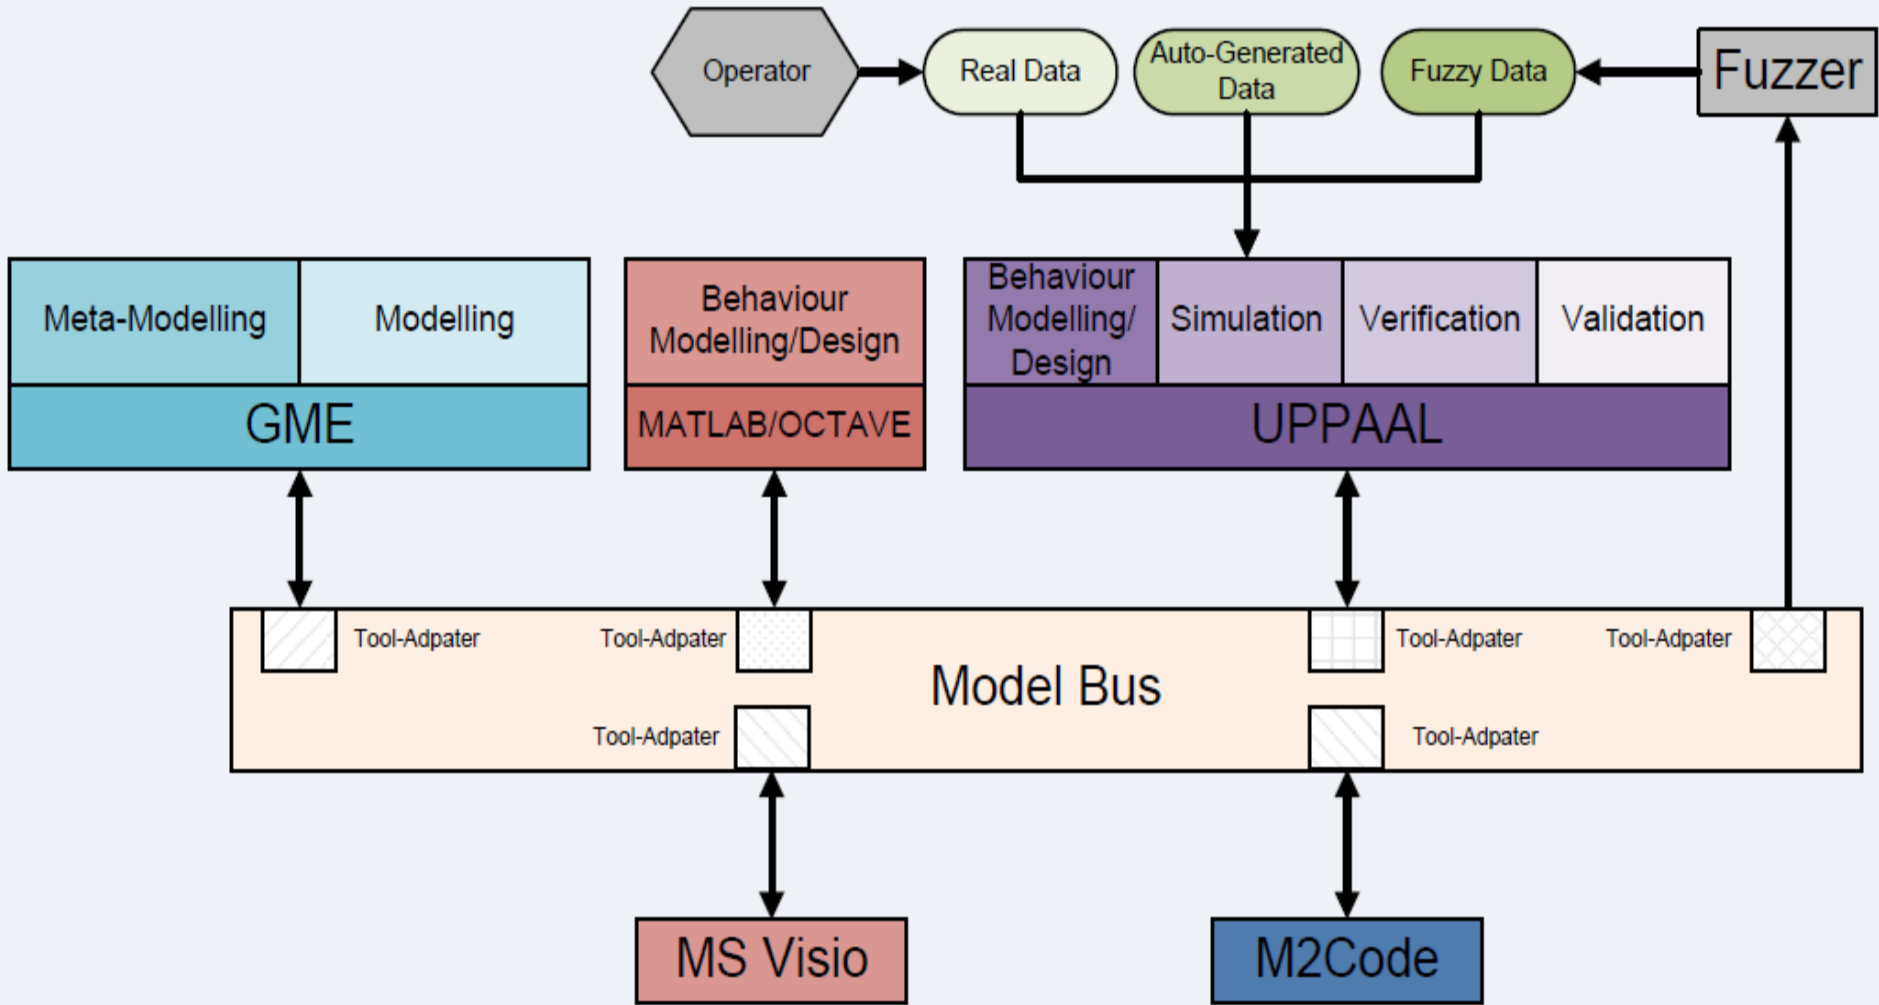 Operator
Real Data
Auto-Generated
Data
Fuzzy Data
Fuzzer
Meta-Modelling
Modelling
GME
Behaviour
Modelling/Design
MATLAB/OCTAVE
Behaviour
Modelling/
Design
Simulation
Verification
Validation
UPPAAL
Tool-Adpater
Tool-Adpater
Tool-Adpater
Tool-Adpater
Model Bus
Tool-Adpater
Tool-Adpater
MS Visio
M2Code